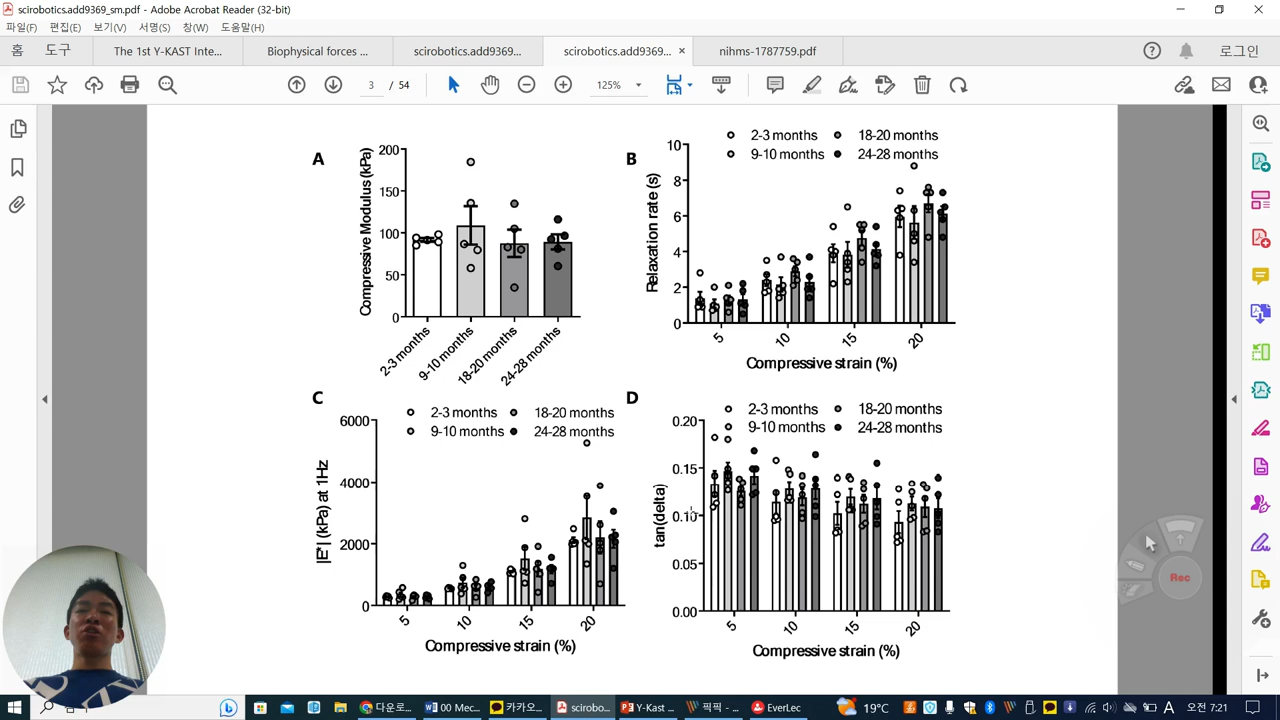 scirobotics.add9369_sm.pdf - Adobe Acrobat Reader (32-bit)
파일(F) 편집(E) 보기(V) 서명(S) 창(W) 도움말(H)
홈 도구 The 1st Y-KAST Inte... Biophysical forces ... scirobotics.add9369... scirobotics.add9369... × nihms-1787759.pdf 로그인
3 / 54 125%
A
Compressive Modulus (kPa)
200
150
100
50
0
2-3 months
9-10 months
18-20 months
24-28 months
B
2-3 months 18-20 months
9-10 months 24-28 months
Relaxation rate (s)
10
8
6
4
2
0
5 10 15 20
Compressive strain (%)
C
2-3 months 18-20 months
9-10 months 24-28 months
|E*| (kPa) at 1Hz
6000
4000
2000
0
5 10 15 20
Compressive strain (%)
D
2-3 months 18-20 months
9-10 months 24-28 months
tan(delta)
0.20
0.15
0.10
0.05
0.00
5 10 15 20
Compressive strain (%)
Rec
다운로... 00 Mec... 카카오... scirobo... Y-Kast ... 픽픽 - ... EverLec 19°C A 오전 7:21